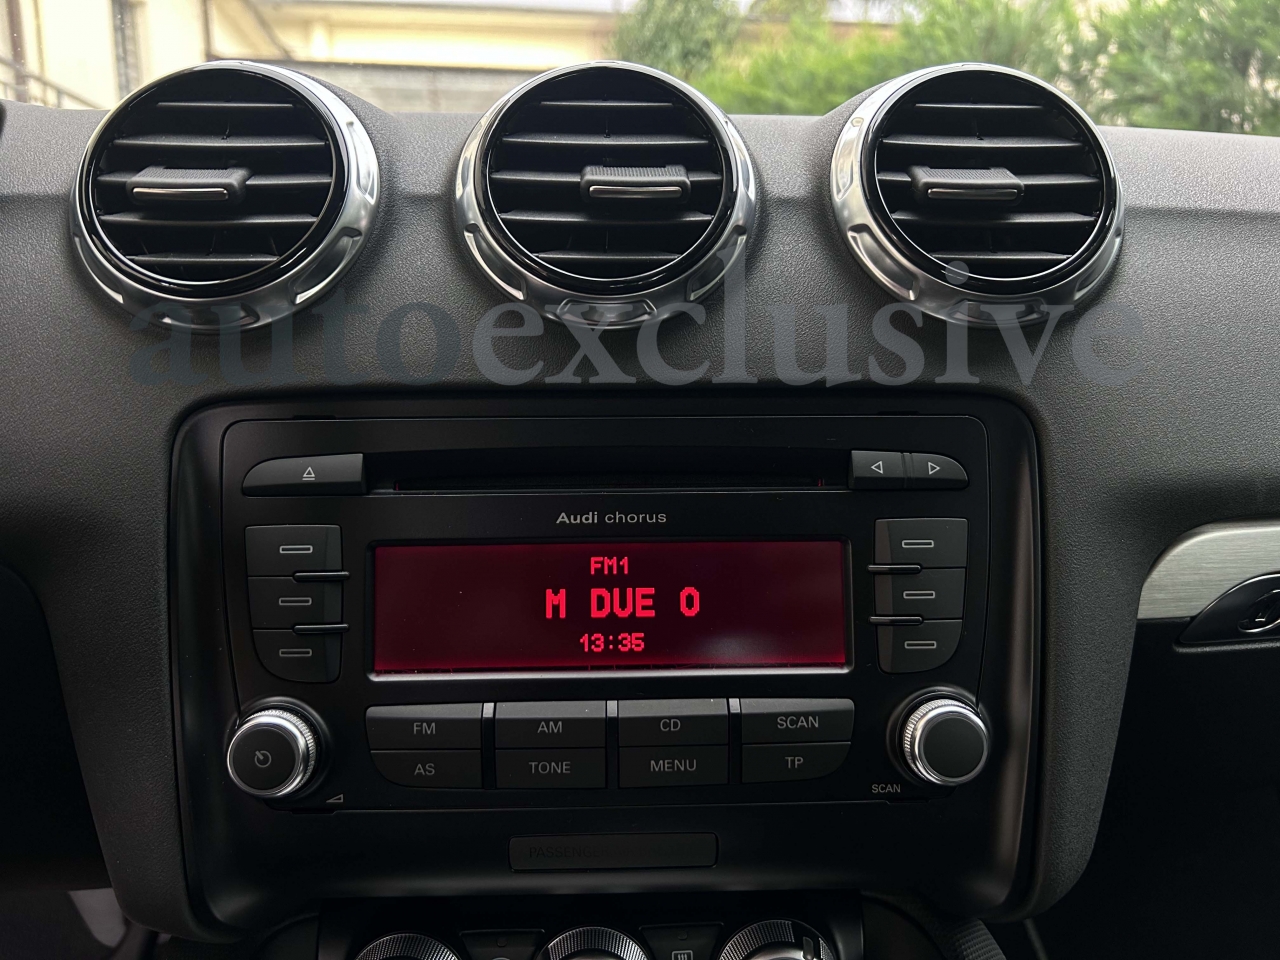 autoexclusive
Audi chorus
FM1
M DUE O
13:35
FM AM CD SCAN
AS TONE MENU TP
SCAN